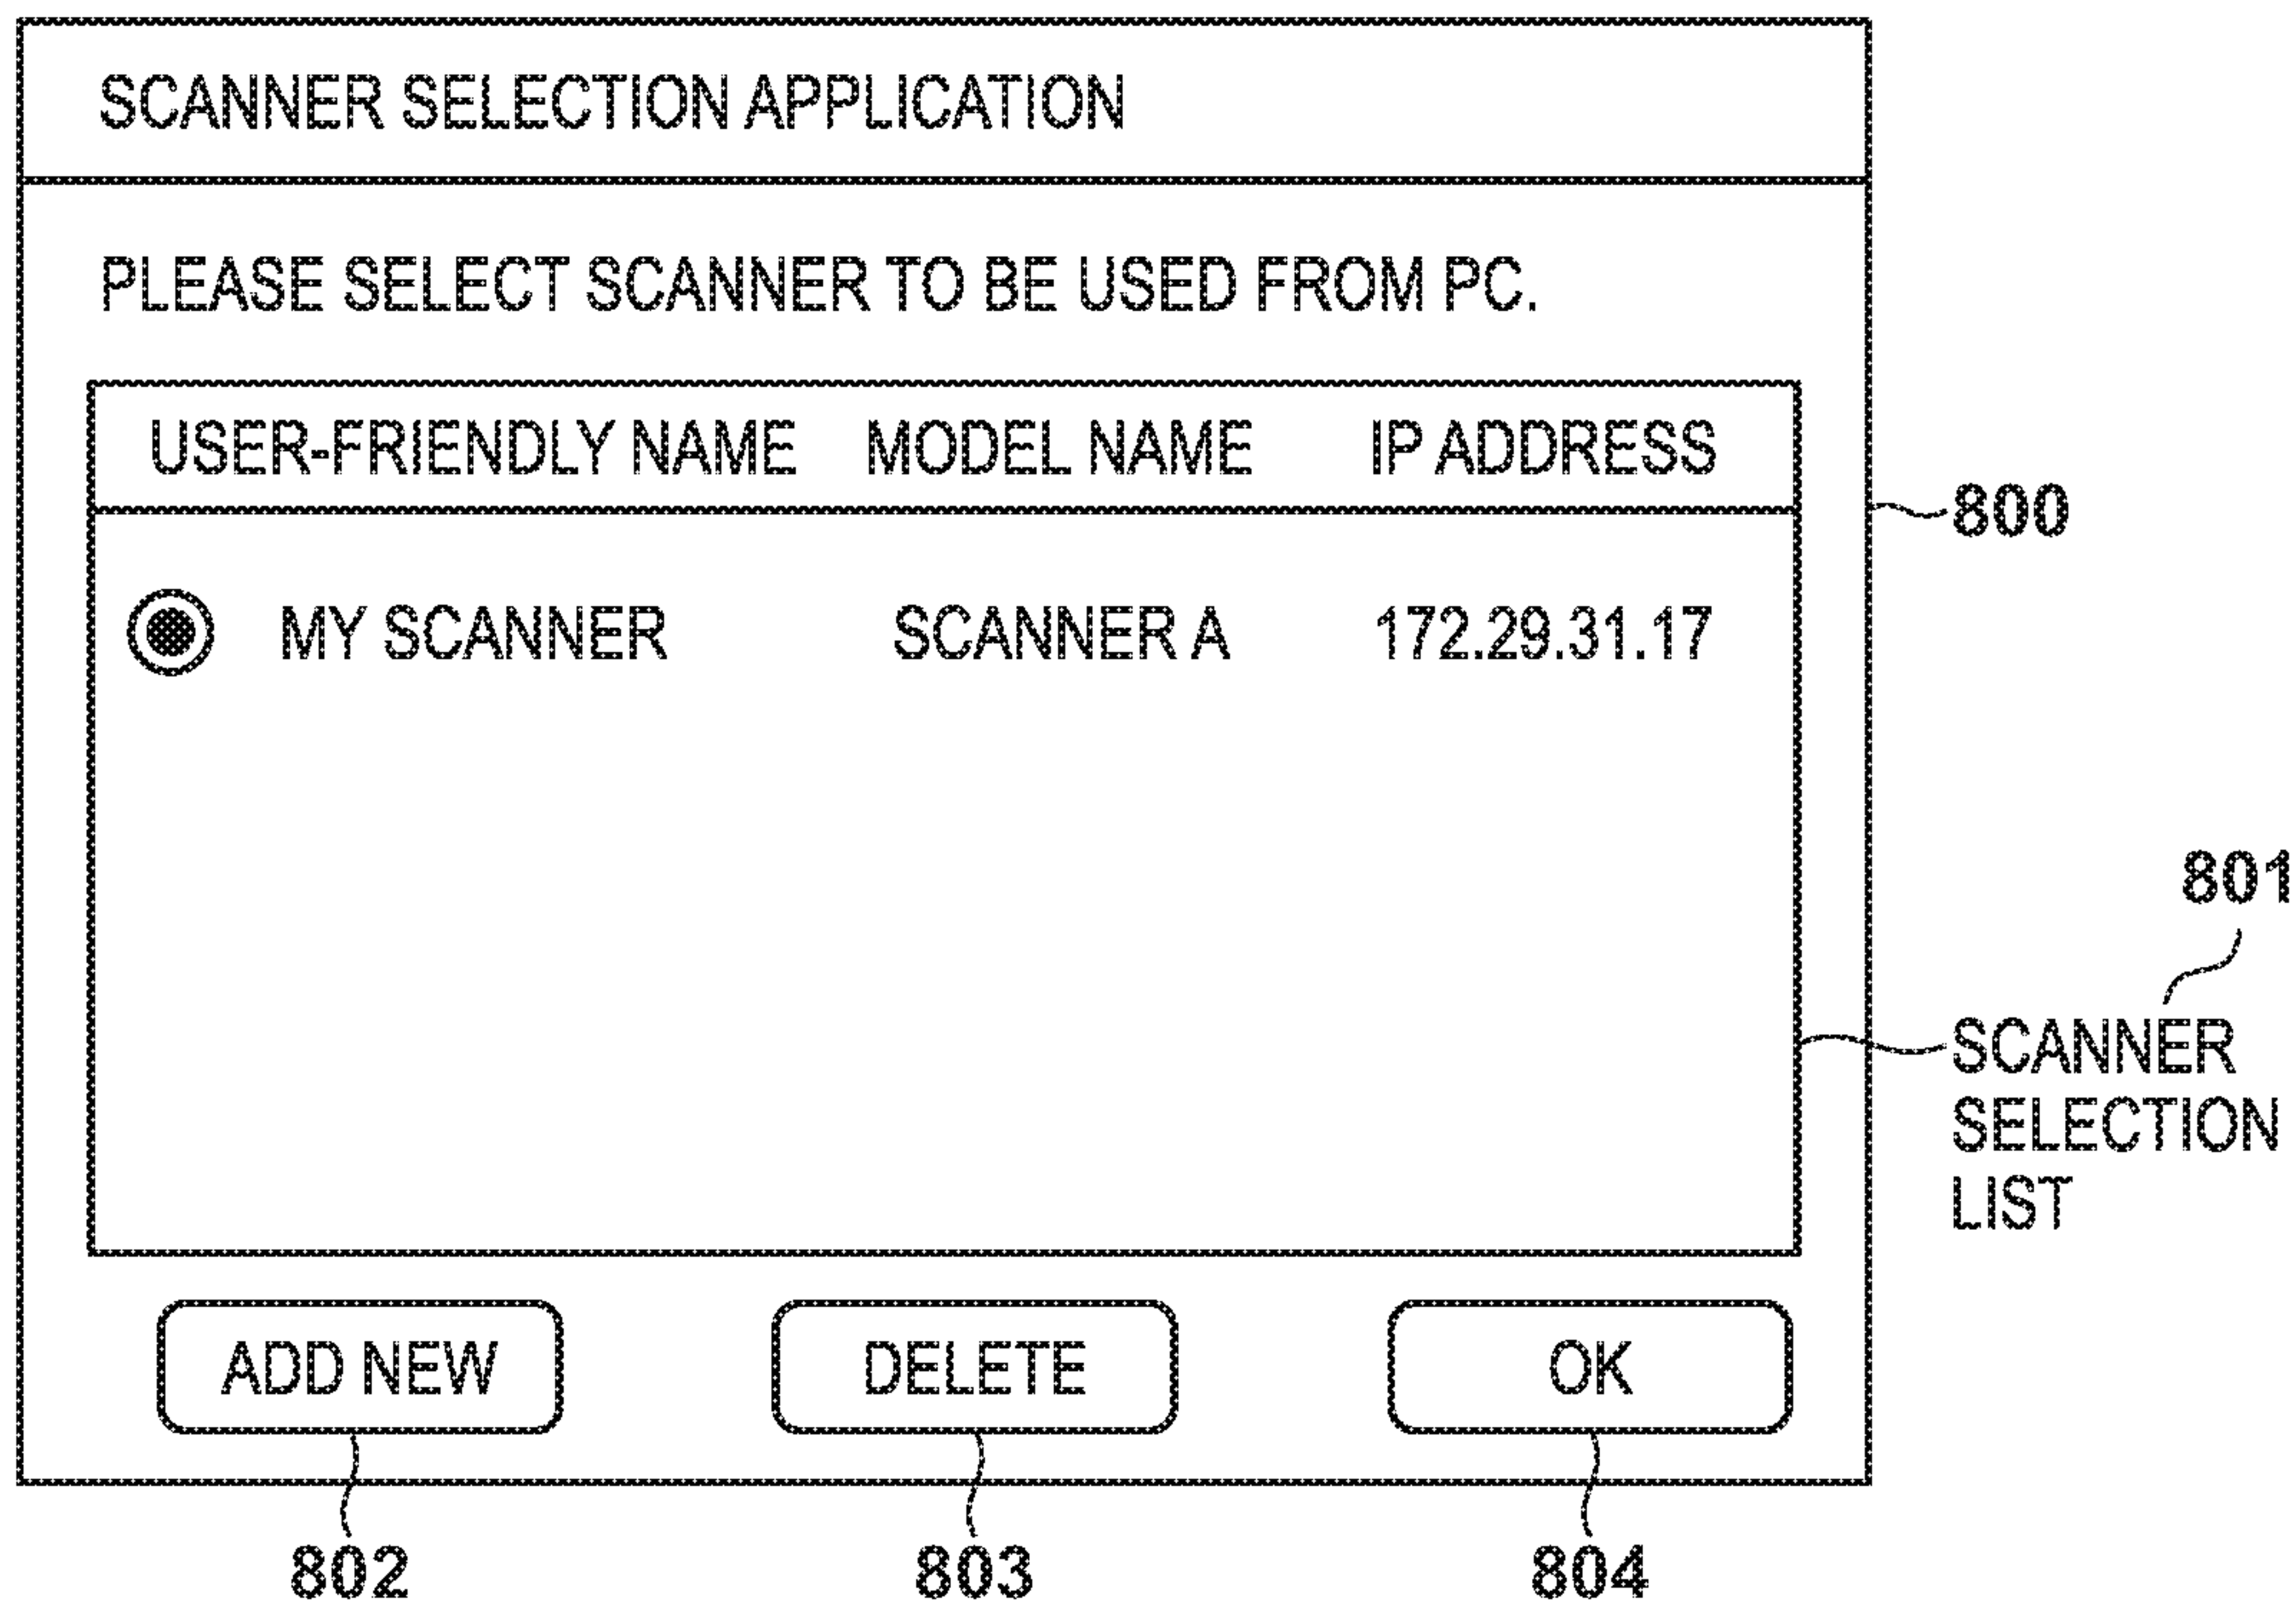 SCANNER SELECTION APPLICATION
PLEASE SELECT SCANNER TO BE USED FROM PC.
USER-FRIENDLY NAME MODEL NAME IP ADDRESS
800
MY SCANNER SCANNER A 172.29.31.17
801
SCANNER
SELECTION
LIST
ADD NEW DELETE OK
802 803 804